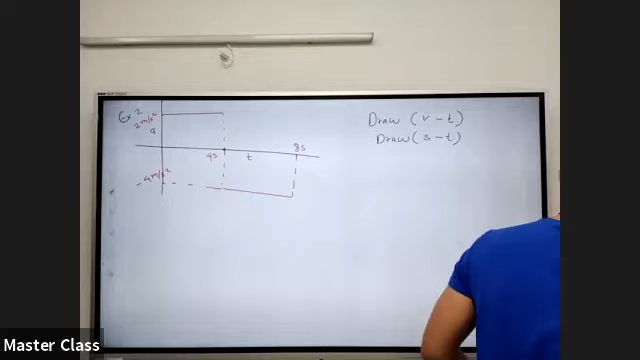 Ex. 2
2 m/s²
a
4s
t
8s
- 4 m/s²
Draw (v - t)
Draw (s - t)
Master Class